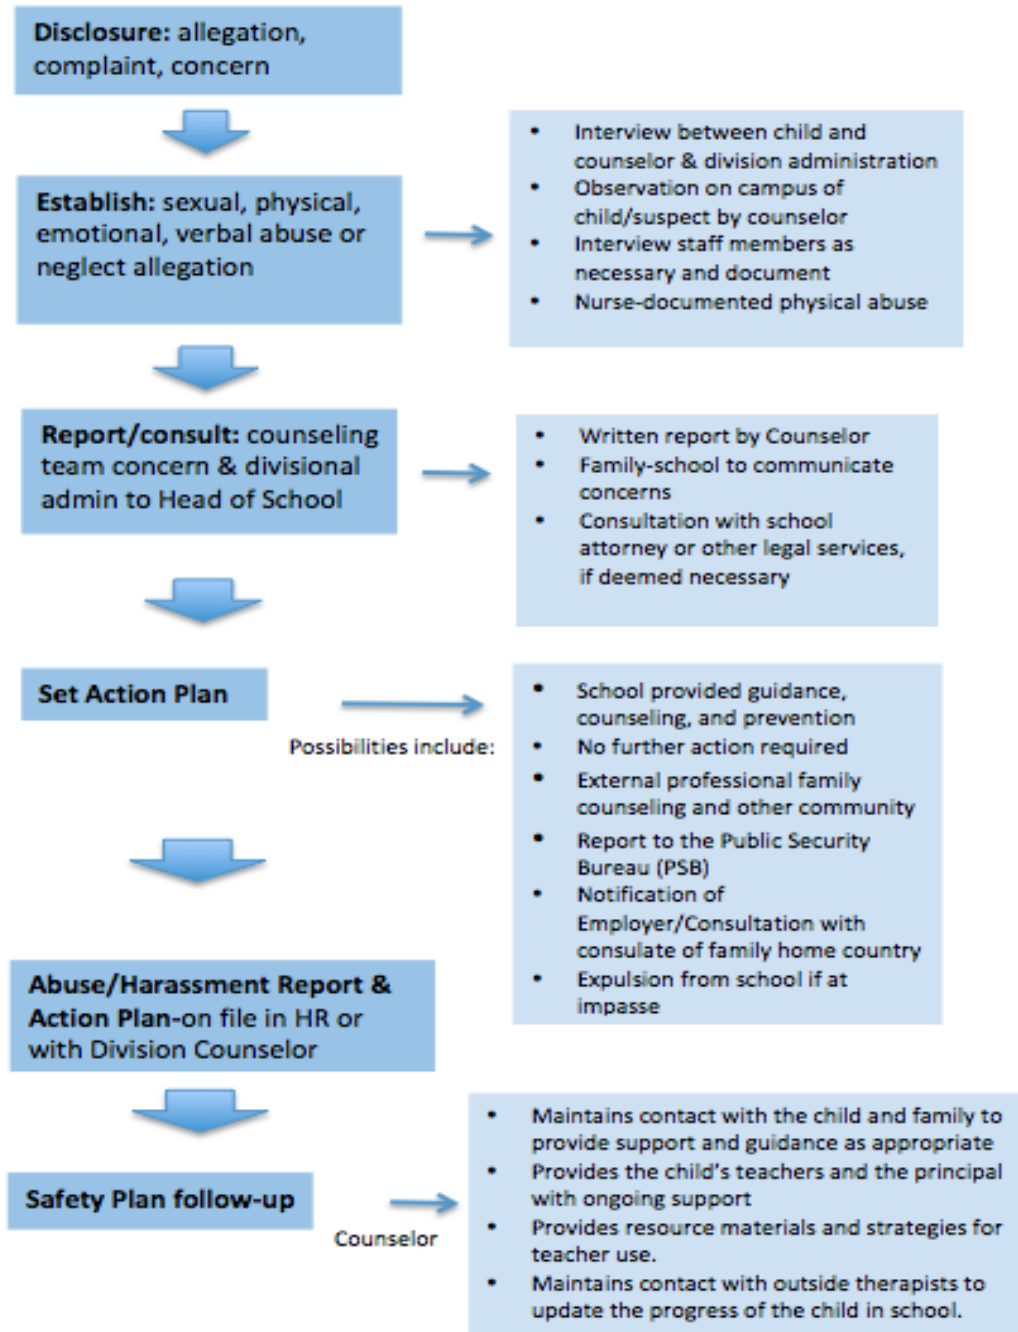 Disclosure: allegation,
complaint, concern
Establish: sexual, physical,
emotional, verbal abuse or
neglect allegation
• Interview between child and
counselor & division administration
• Observation on campus of
child/suspect by counselor
• Interview staff members as
necessary and document
• Nurse-documented physical abuse
Report/consult: counseling
team concern & divisional
admin to Head of School
• Written report by Counselor
• Family-school to communicate
concerns
• Consultation with school
attorney or other legal services,
if deemed necessary
Set Action Plan
Possibilities include:
• School provided guidance,
counseling, and prevention
• No further action required
• External professional family
counseling and other community
• Report to the Public Security
Bureau (PSB)
• Notification of
Employer/Consultation with
consulate of family home country
• Expulsion from school if at
impasse
Abuse/Harassment Report &
Action Plan-on file in HR or
with Division Counselor
Safety Plan follow-up
Counselor
• Maintains contact with the child and family to
provide support and guidance as appropriate
• Provides the child's teachers and the principal
with ongoing support
• Provides resource materials and strategies for
teacher use.
• Maintains contact with outside therapists to
update the progress of the child in school.